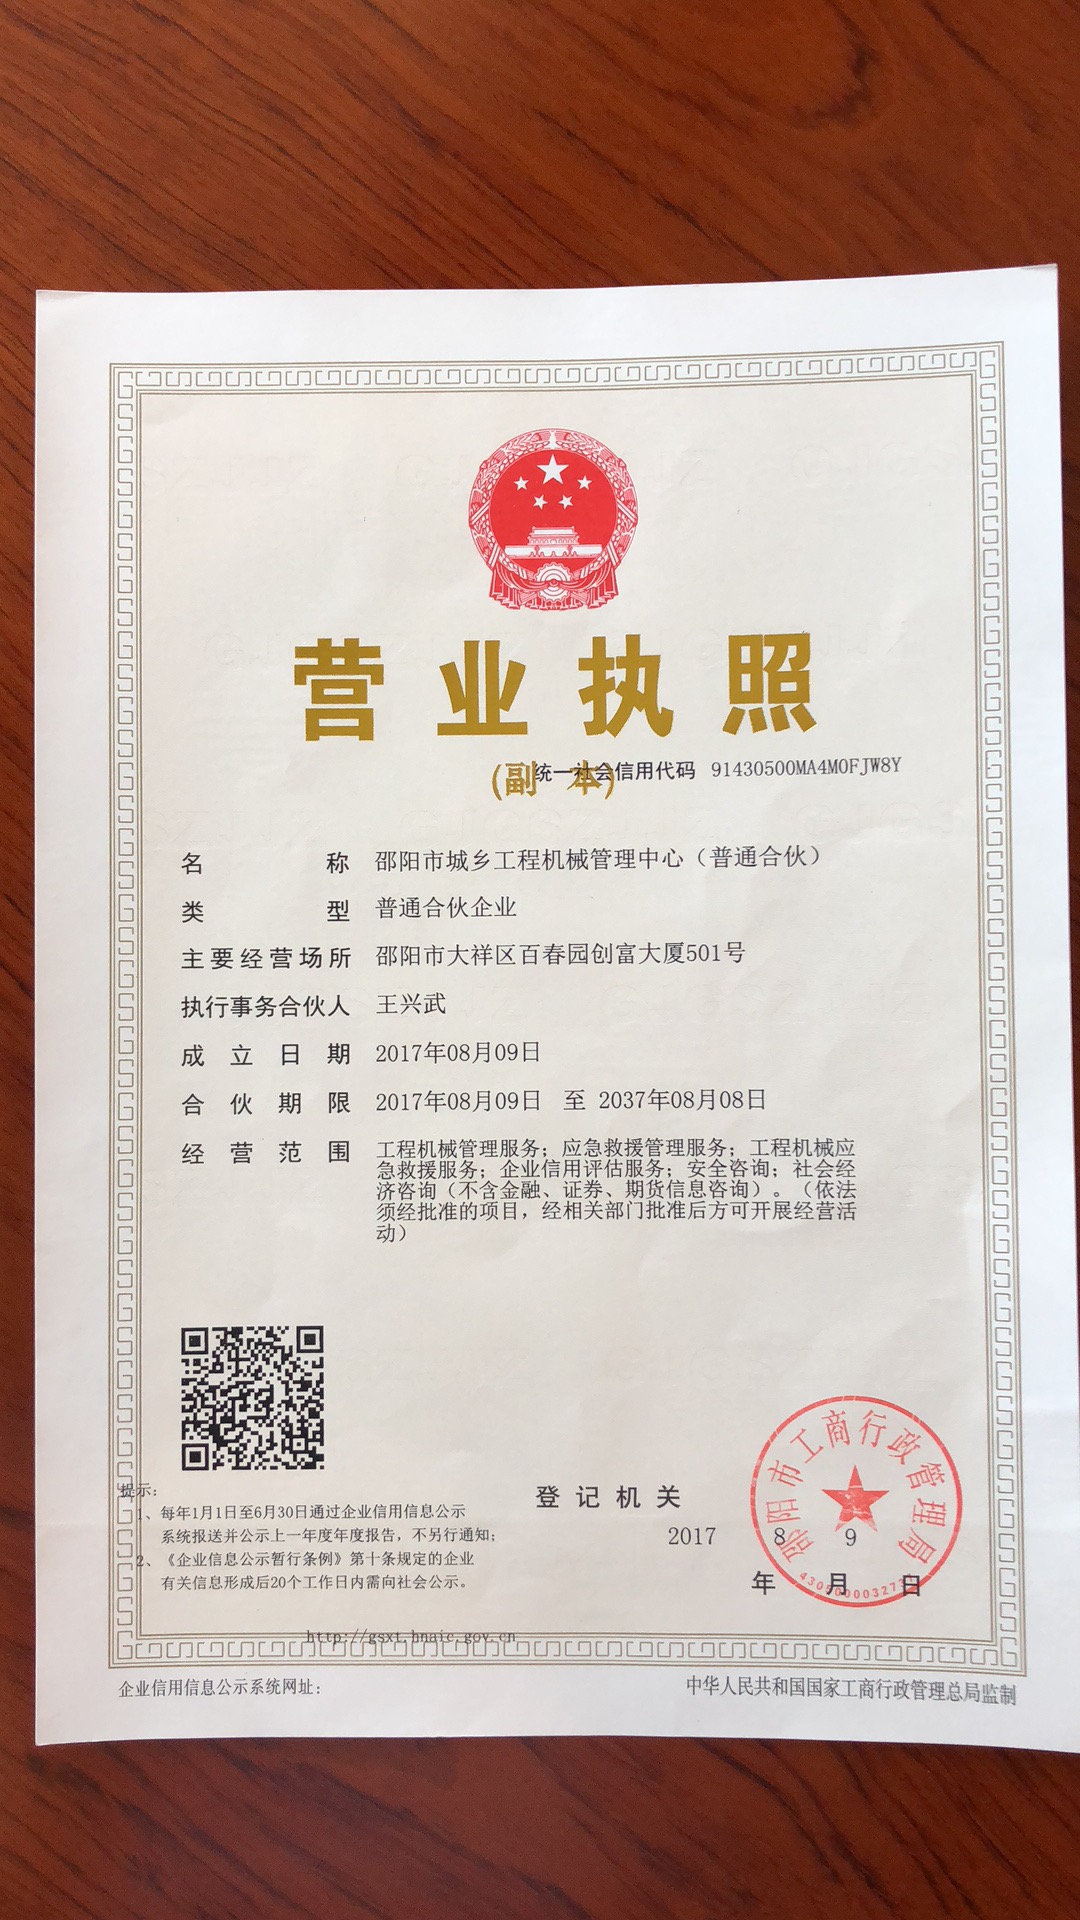 营业执照
(副本)
统一社会信用代码 91430500MA4M0FJW8Y
名称 邵阳市城乡工程机械管理中心（普通合伙）
类型 普通合伙企业
主要经营场所 邵阳市大祥区百春园创富大厦501号
执行事务合伙人 王兴武
成立日期 2017年08月09日
合伙期限 2017年08月09日 至 2037年08月08日
经营范围 工程机械管理服务；应急救援管理服务；工程机械应
急救援服务；企业信用评估服务；安全咨询；社会经
济咨询（不含金融、证券、期货信息咨询）。（依法
须经批准的项目，经相关部门批准后方可开展经营活
动）
提示：
1、每年1月1日至6月30日通过企业信用信息公示
系统报送并公示上一年度年度报告，不另行通知；
2、《企业信息公示暂行条例》第十条规定的企业
有关信息形成后20个工作日内需向社会公示。
登记机关
2017 8 9
年 月 日
邵阳市工商行政管理局
http://gsxt.hnaic.gov.cn
企业信用信息公示系统网址：
中华人民共和国国家工商行政管理总局监制